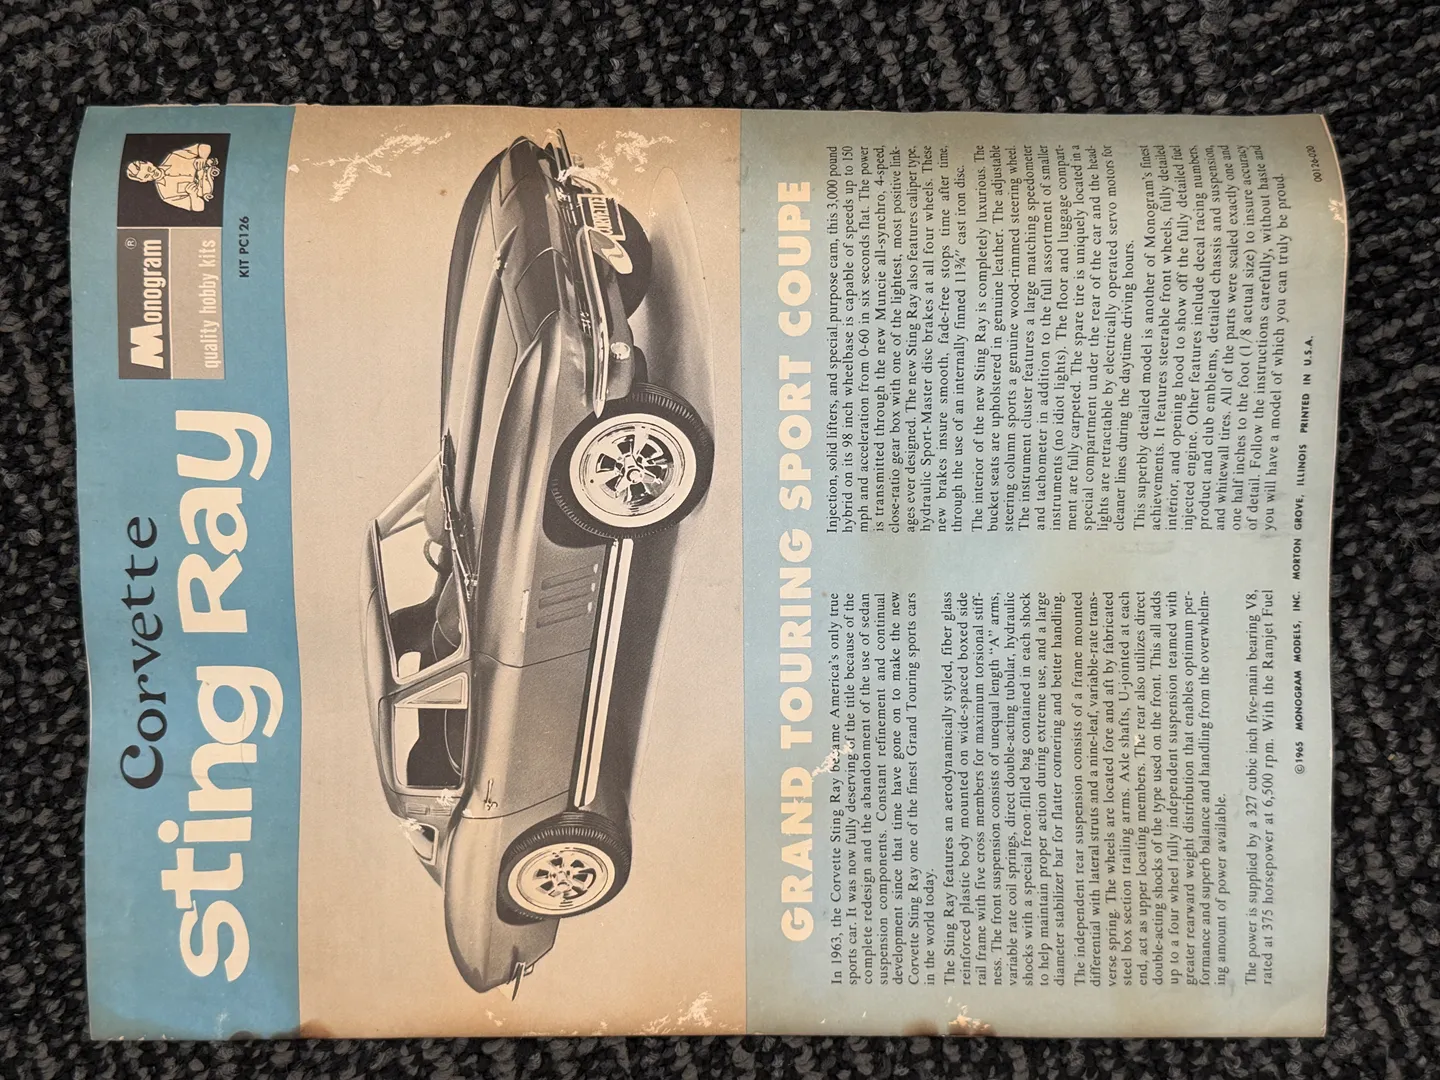 Corvette
sting Ray
Monogram ®
quality hobby kits
KIT PC126
CORVETTE
GRAND TOURING SPORT COUPE
In 1963, the Corvette Sting Ray became America's only true
sports car. It was now fully deserving of the title because of the
complete redesign and the abandonment of the use of sedan
suspension components. Constant refinement and continual
development since that time have gone on to make the new
Corvette Sting Ray one of the finest Grand Touring sports cars
in the world today.
The Sting Ray features an aerodynamically styled, fiber glass
reinforced plastic body mounted on wide-spaced boxed side
rail frame with five cross members for maximum torsional stiff-
ness. The front suspension consists of unequal length "A" arms,
variable rate coil springs, direct double-acting tubular, hydraulic
shocks with a special freon-filled bag contained in each shock
to help maintain proper action during extreme use, and a large
diameter stabilizer bar for flatter cornering and better handling.
The independent rear suspension consists of a frame mounted
differential with lateral struts and a nine-leaf, variable-rate trans-
verse spring. The wheels are located fore and aft by fabricated
steel box section trailing arms. Axle shafts, U-jointed at each
end, act as upper locating members. The rear also utilizes direct
double-acting shocks of the type used on the front. This all adds
up to a four wheel fully independent suspension teamed with
greater rearward weight distribution that enables optimum per-
formance and superb balance and handling from the overwhelm-
ing amount of power available.
The power is supplied by a 327 cubic inch five-main bearing V8,
rated at 375 horsepower at 6,500 rpm. With the Ramjet Fuel
Injection, solid lifters, and special purpose cam, this 3,000 pound
hybrid on its 98 inch wheelbase is capable of speeds up to 150
mph and acceleration from 0-60 in six seconds flat. The power
is transmitted through the new Muncie all-synchro, 4-speed,
close-ratio gear box with one of the lightest, most positive link-
ages ever designed. The new Sting Ray also features caliper type,
hydraulic Sport-Master disc brakes at all four wheels. These
new brakes insure smooth, fade-free stops time after time,
through the use of an internally finned 11¾" cast iron disc.
The interior of the new Sting Ray is completely luxurious. The
bucket seats are upholstered in genuine leather. The adjustable
steering column sports a genuine wood-rimmed steering wheel.
The instrument cluster features a large matching speedometer
and tachometer in addition to the full assortment of smaller
instruments (no idiot lights). The floor and luggage compart-
ment are fully carpeted. The spare tire is uniquely located in a
special compartment under the rear of the car and the head-
lights are retractable by electrically operated servo motors for
cleaner lines during the daytime driving hours.
This superbly detailed model is another of Monogram's finest
achievements. It features steerable front wheels, fully detailed
interior, and opening hood to show off the fully detailed fuel
injected engine. Other features include decal racing numbers,
product and club emblems, detailed chassis and suspension,
and whitewall tires. All of the parts were scaled exactly one and
one half inches to the foot (1/8 actual size) to insure accuracy
of detail. Follow the instructions carefully, without haste and
you will have a model of which you can truly be proud.
©1965 MONOGRAM MODELS, INC. MORTON GROVE, ILLINOIS PRINTED IN U.S.A.
00126-020